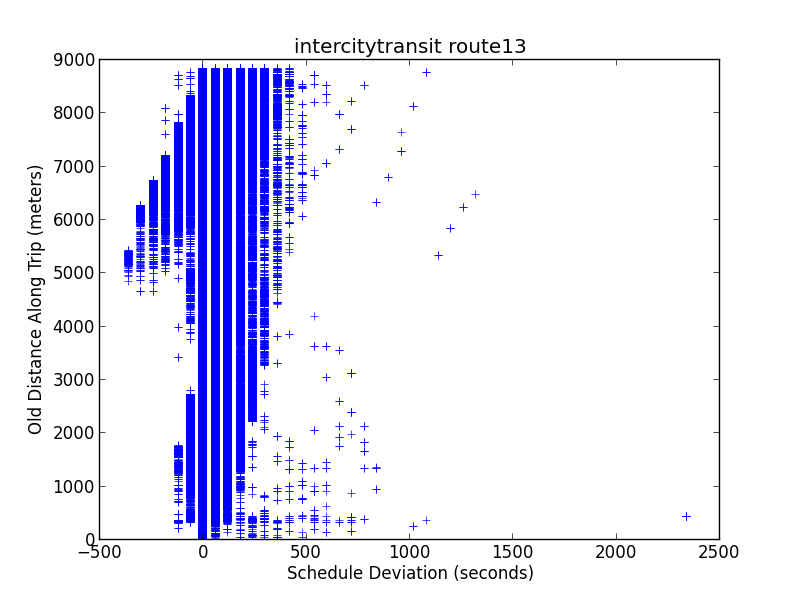 intercitytransit route13
9000
8000
7000
6000
5000
4000
3000
2000
1000
0
Old Distance Along Trip (meters)
−500 0 500 1000 1500 2000 2500
Schedule Deviation (seconds)